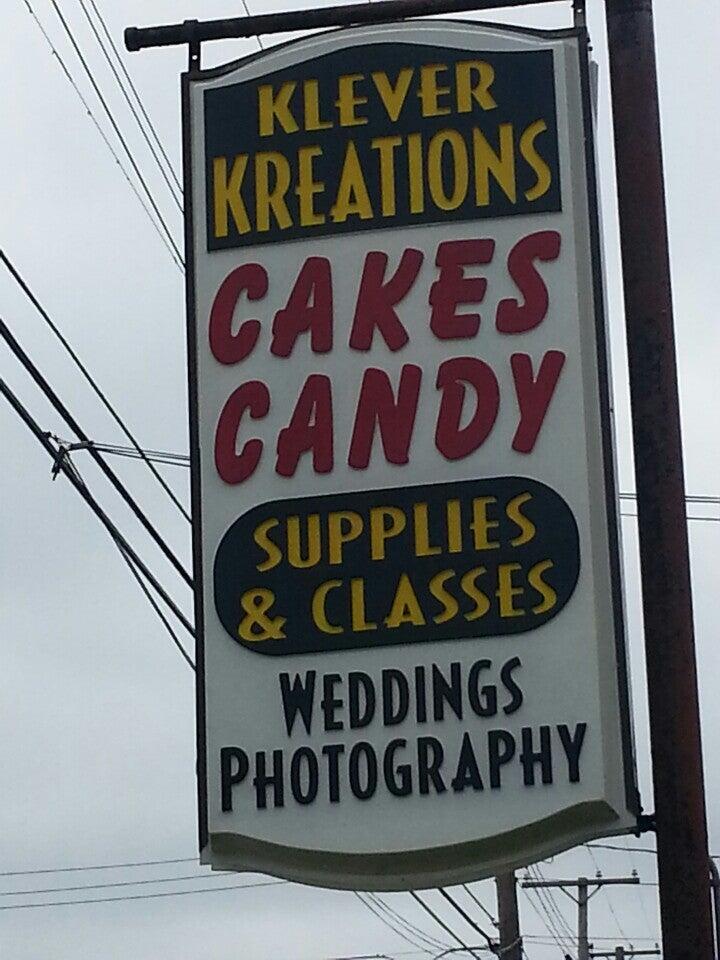 KLEVER
KREATIONS
CAKES
CANDY
SUPPLIES
& CLASSES
WEDDINGS
PHOTOGRAPHY